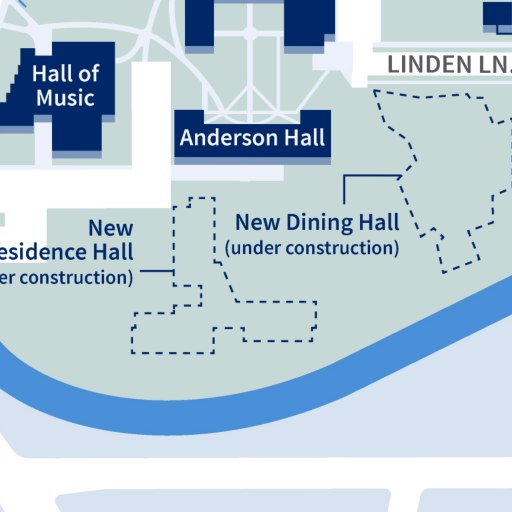 LINDEN LN.
Hall of
Music
Anderson Hall
New
esidence Hall
er construction)
New Dining Hall
(under construction)